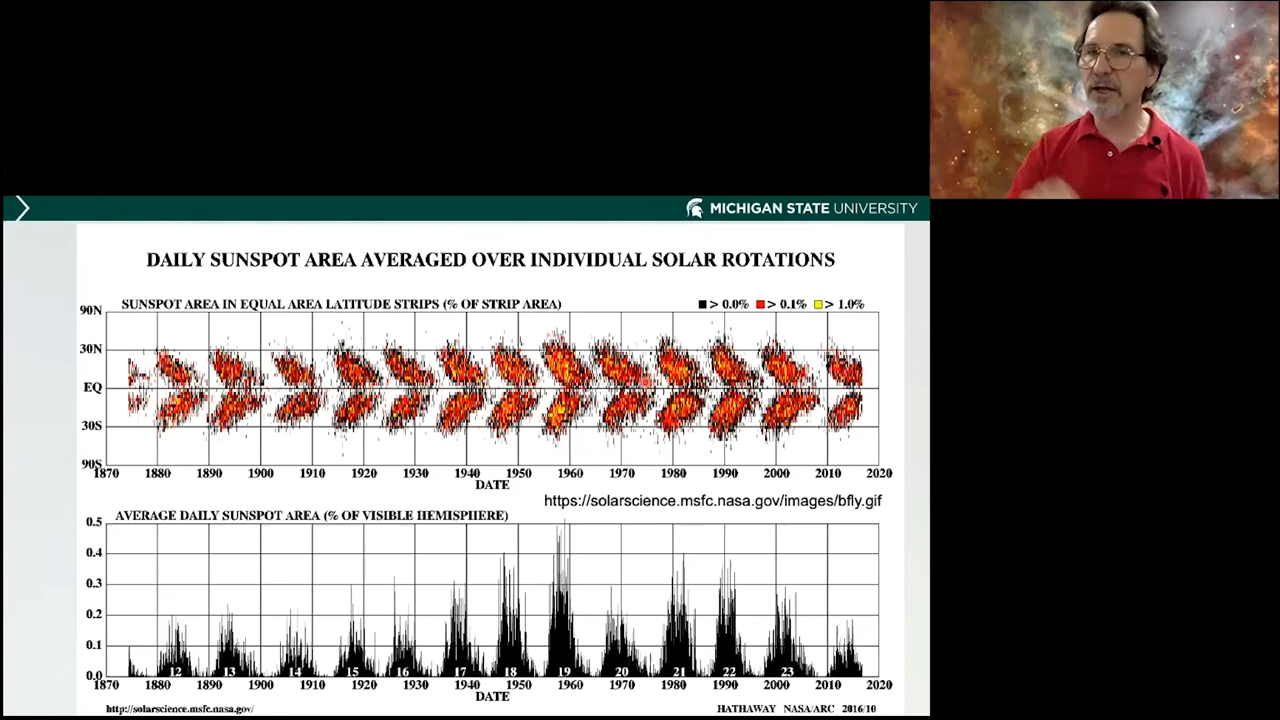 MICHIGAN STATE UNIVERSITY
DAILY SUNSPOT AREA AVERAGED OVER INDIVIDUAL SOLAR ROTATIONS
SUNSPOT AREA IN EQUAL AREA LATITUDE STRIPS (% OF STRIP AREA)
> 0.0% > 0.1% > 1.0%
90N
30N
EQ
30S
90S
1870 1880 1890 1900 1910 1920 1930 1940 1950 1960 1970 1980 1990 2000 2010 2020
DATE
https://solarscience.msfc.nasa.gov/images/bfly.gif
AVERAGE DAILY SUNSPOT AREA (% OF VISIBLE HEMISPHERE)
0.5
0.4
0.3
0.2
0.1
0.0
12 13 14 15 16 17 18 19 20 21 22 23
1870 1880 1890 1900 1910 1920 1930 1940 1950 1960 1970 1980 1990 2000 2010 2020
DATE
http://solarscience.msfc.nasa.gov/
HATHAWAY NASA/ARC 2016/10